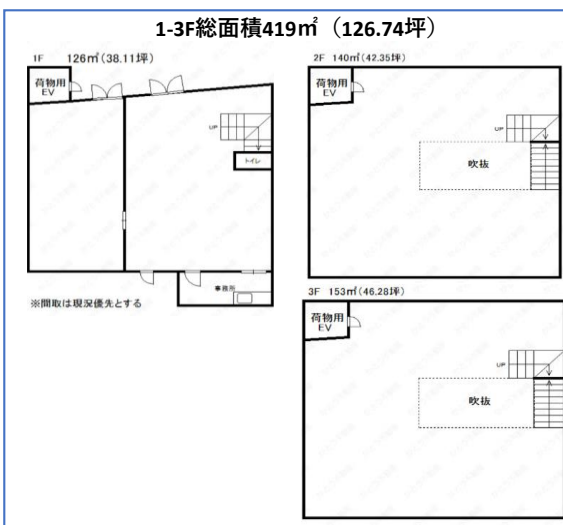 1-3F総面積419㎡（126.74坪）
1F 126㎡(38.11坪)
荷物用
EV
UP
トイレ
事務所
※間取は現況優先とする
2F 140㎡(42.35坪)
荷物用
EV
UP
吹抜
3F 153㎡(46.28坪)
荷物用
EV
UP
吹抜